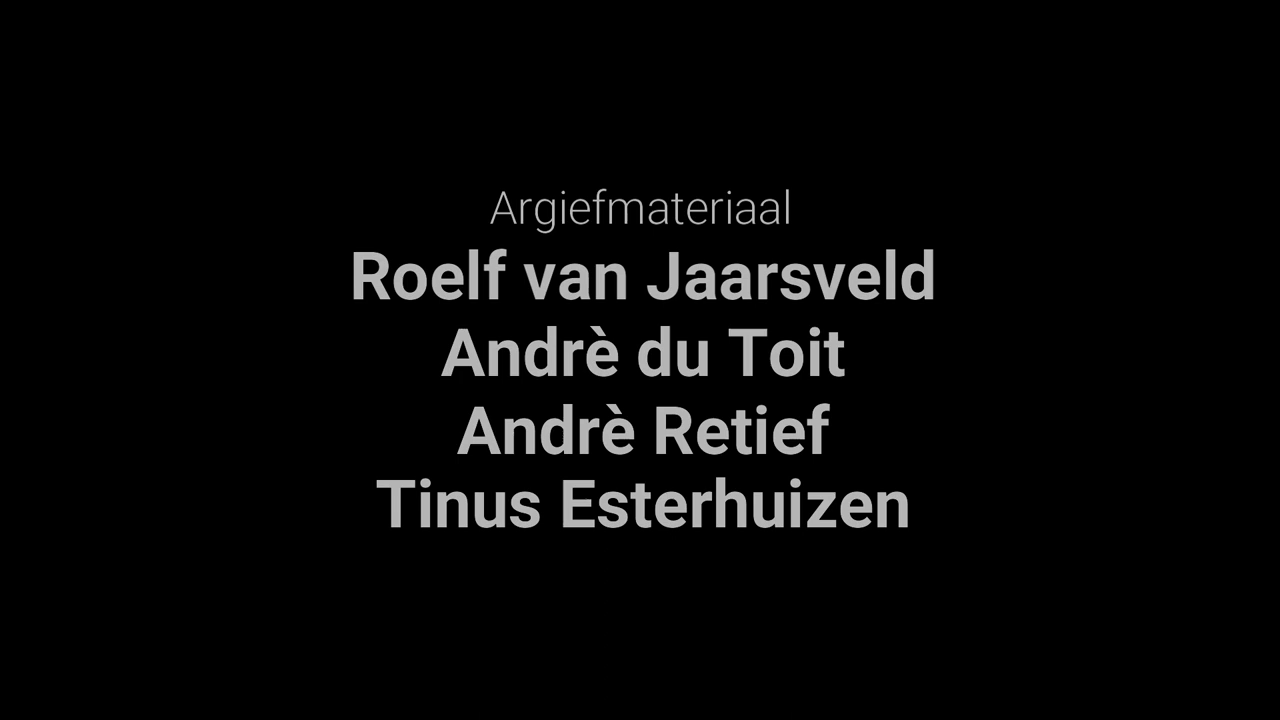 Argiefmateriaal
Roelf van Jaarsveld
Andrè du Toit
Andrè Retief
Tinus Esterhuizen